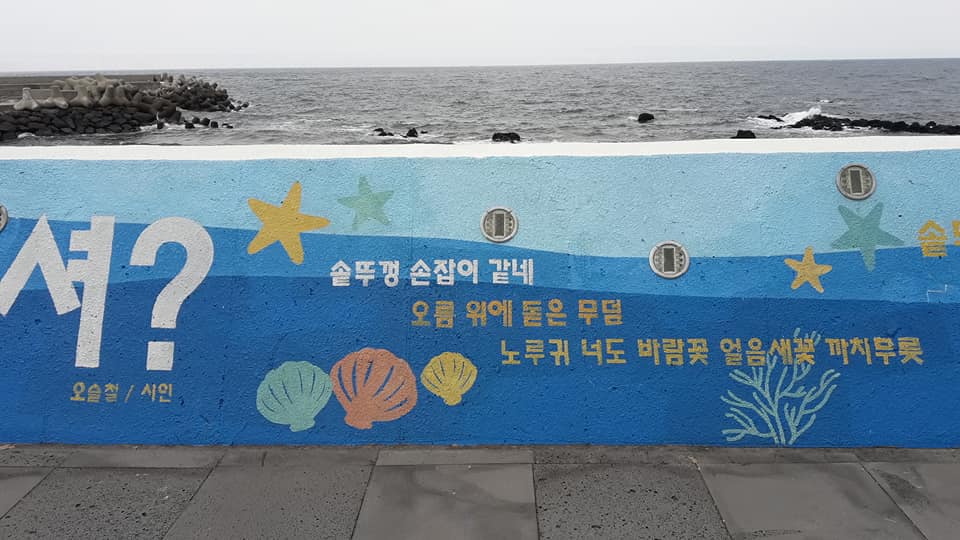 셔?
오승철 / 시인
솥뚜껑 손잡이 같네
오름 위에 돋은 무덤
노루귀 너도 바람꽃 얼음새꽃 까치무릇
솥뚜